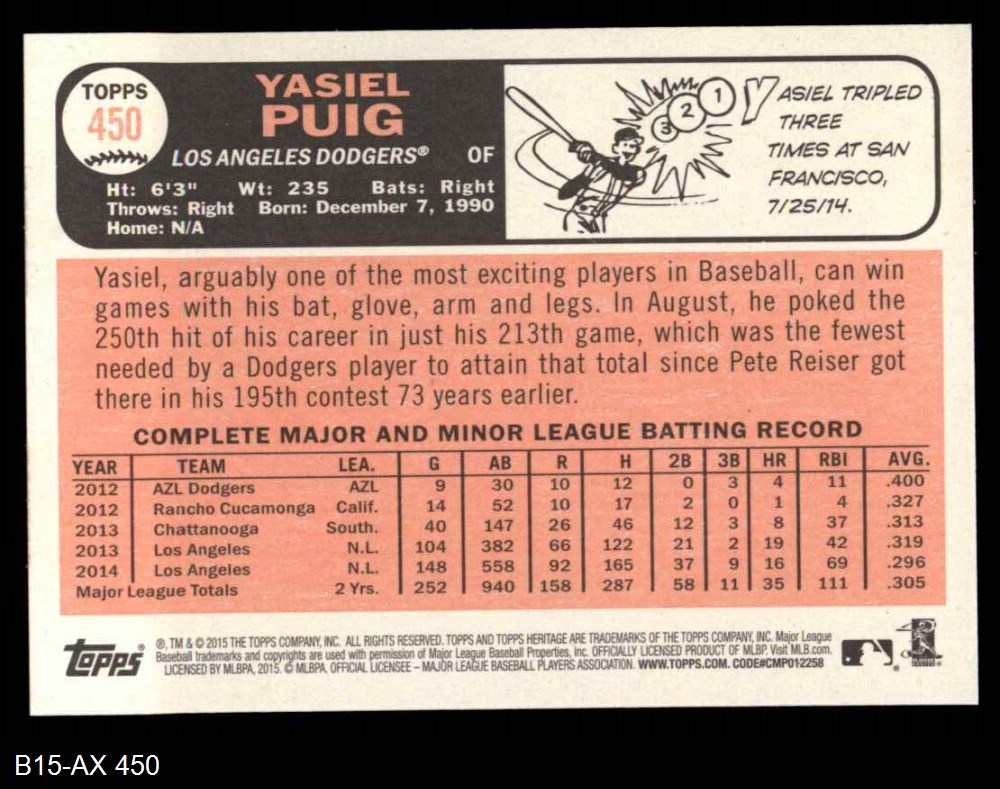 TOPPS
450
YASIEL
PUIG
LOS ANGELES DODGERS® OF
Ht: 6'3" Wt: 235 Bats: Right
Throws: Right Born: December 7, 1990
Home: N/A
3 2 1
YASIEL TRIPLED
THREE
TIMES AT SAN
FRANCISCO,
7/25/14.
Yasiel, arguably one of the most exciting players in Baseball, can win
games with his bat, glove, arm and legs. In August, he poked the
250th hit of his career in just his 213th game, which was the fewest
needed by a Dodgers player to attain that total since Pete Reiser got
there in his 195th contest 73 years earlier.
COMPLETE MAJOR AND MINOR LEAGUE BATTING RECORD
YEAR TEAM LEA. G AB R H 2B 3B HR RBI AVG.
2012 AZL Dodgers AZL 9 30 10 12 0 3 4 11 .400
2012 Rancho Cucamonga Calif. 14 52 10 17 2 0 1 4 .327
2013 Chattanooga South. 40 147 26 46 12 3 8 37 .313
2013 Los Angeles N.L. 104 382 66 122 21 2 19 42 .319
2014 Los Angeles N.L. 148 558 92 165 37 9 16 69 .296
Major League Totals 2 Yrs. 252 940 158 287 58 11 35 111 .305
Topps
®, TM & © 2015 THE TOPPS COMPANY, INC. ALL RIGHTS RESERVED. TOPPS AND TOPPS HERITAGE ARE TRADEMARKS OF THE TOPPS COMPANY, INC. Major League
Baseball trademarks and copyrights are used with permission of Major League Baseball Properties, Inc. OFFICIALLY LICENSED PRODUCT OF MLBP. Visit MLB.com.
LICENSED BY MLBPA, 2015. © MLBPA. OFFICIAL LICENSEE – MAJOR LEAGUE BASEBALL PLAYERS ASSOCIATION. WWW.TOPPS.COM. CODE#CMP012258
B15-AX 450